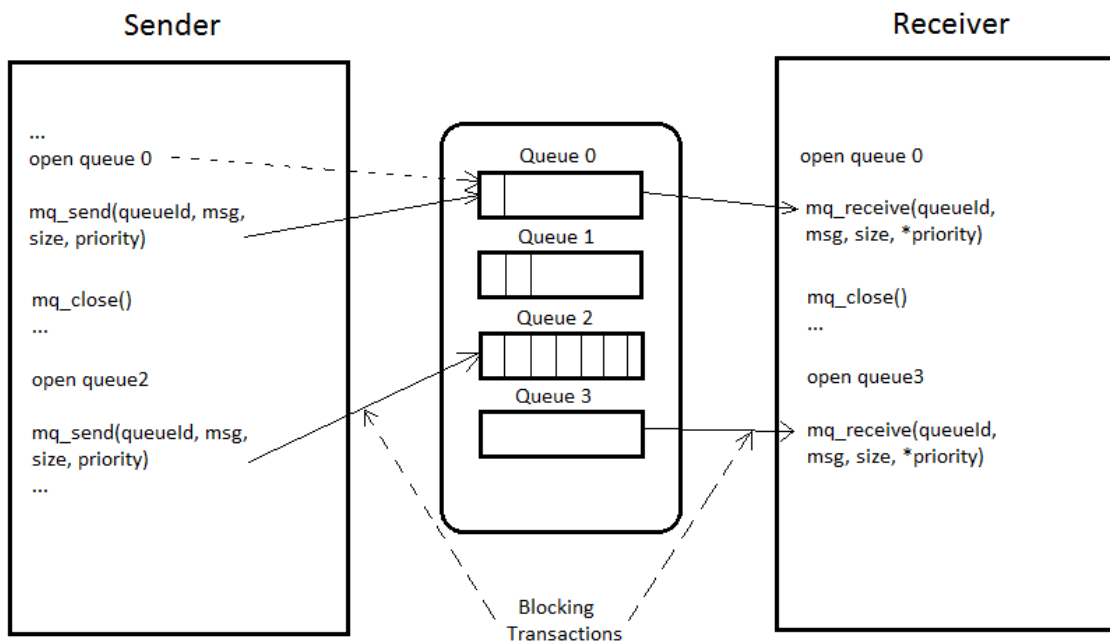 Sender
...
open queue 0
mq_send(queueId, msg,
size, priority)
mq_close()
...
open queue2
mq_send(queueId, msg,
size, priority)
...
Queue 0
Queue 1
Queue 2
Queue 3
Blocking
Transactions
Receiver
open queue 0
mq_receive(queueId,
msg, size, *priority)
mq_close()
...
open queue3
mq_receive(queueId,
msg, size, *priority)